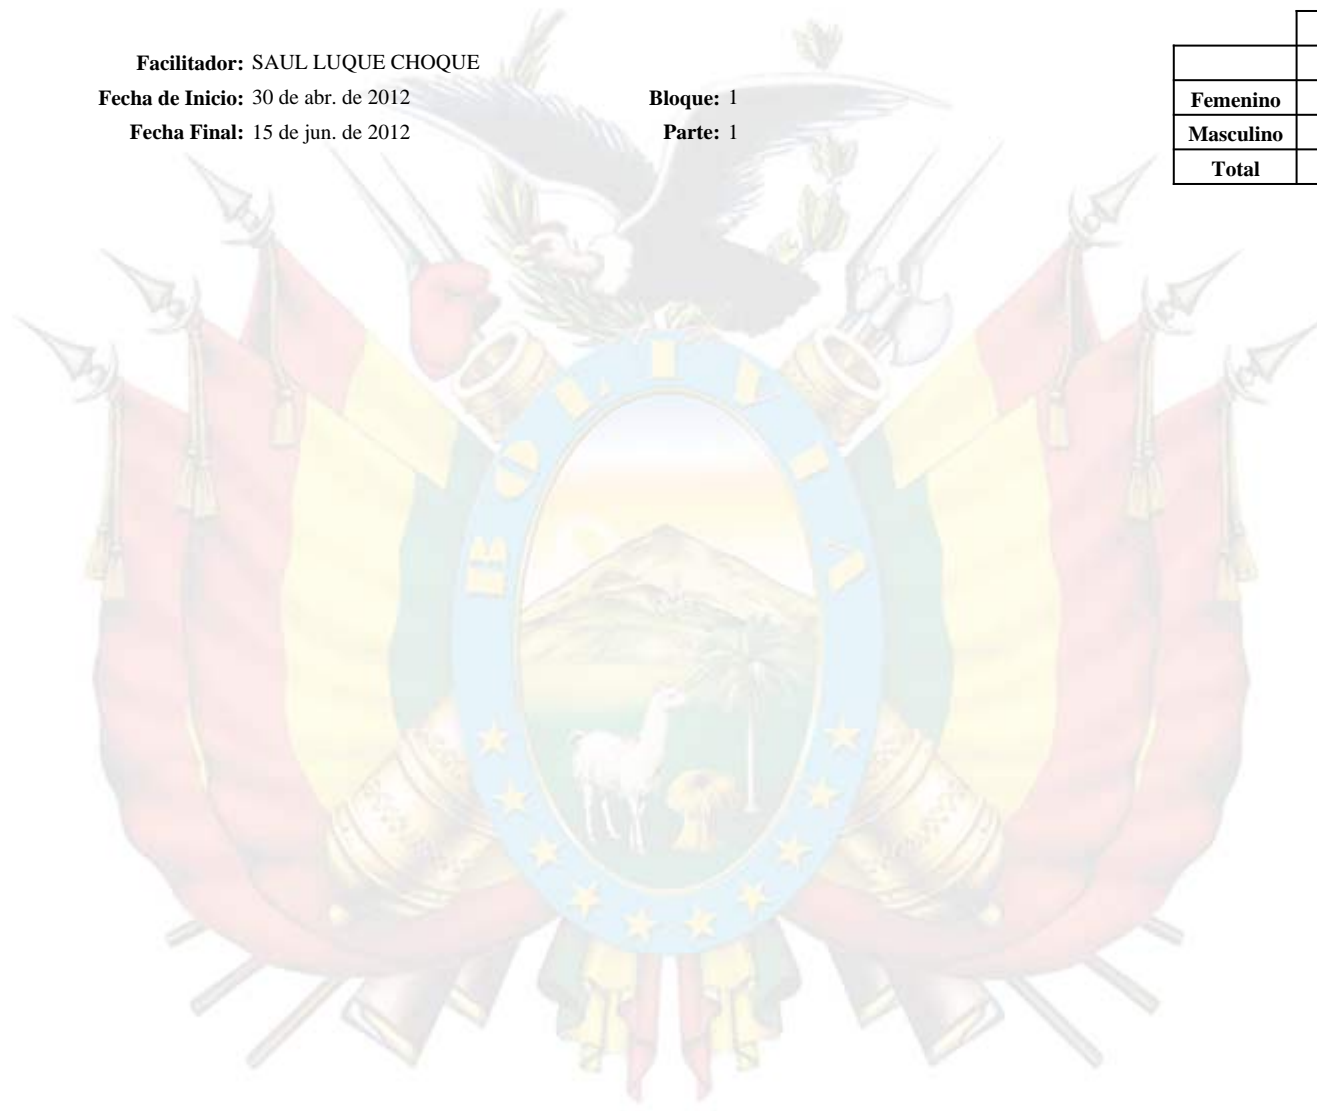 Facilitador: SAUL LUQUE CHOQUE
Fecha de Inicio: 30 de abr. de 2012 Bloque: 1
Fecha Final: 15 de jun. de 2012 Parte: 1
Femenino
Masculino
Total
BOLIVIA